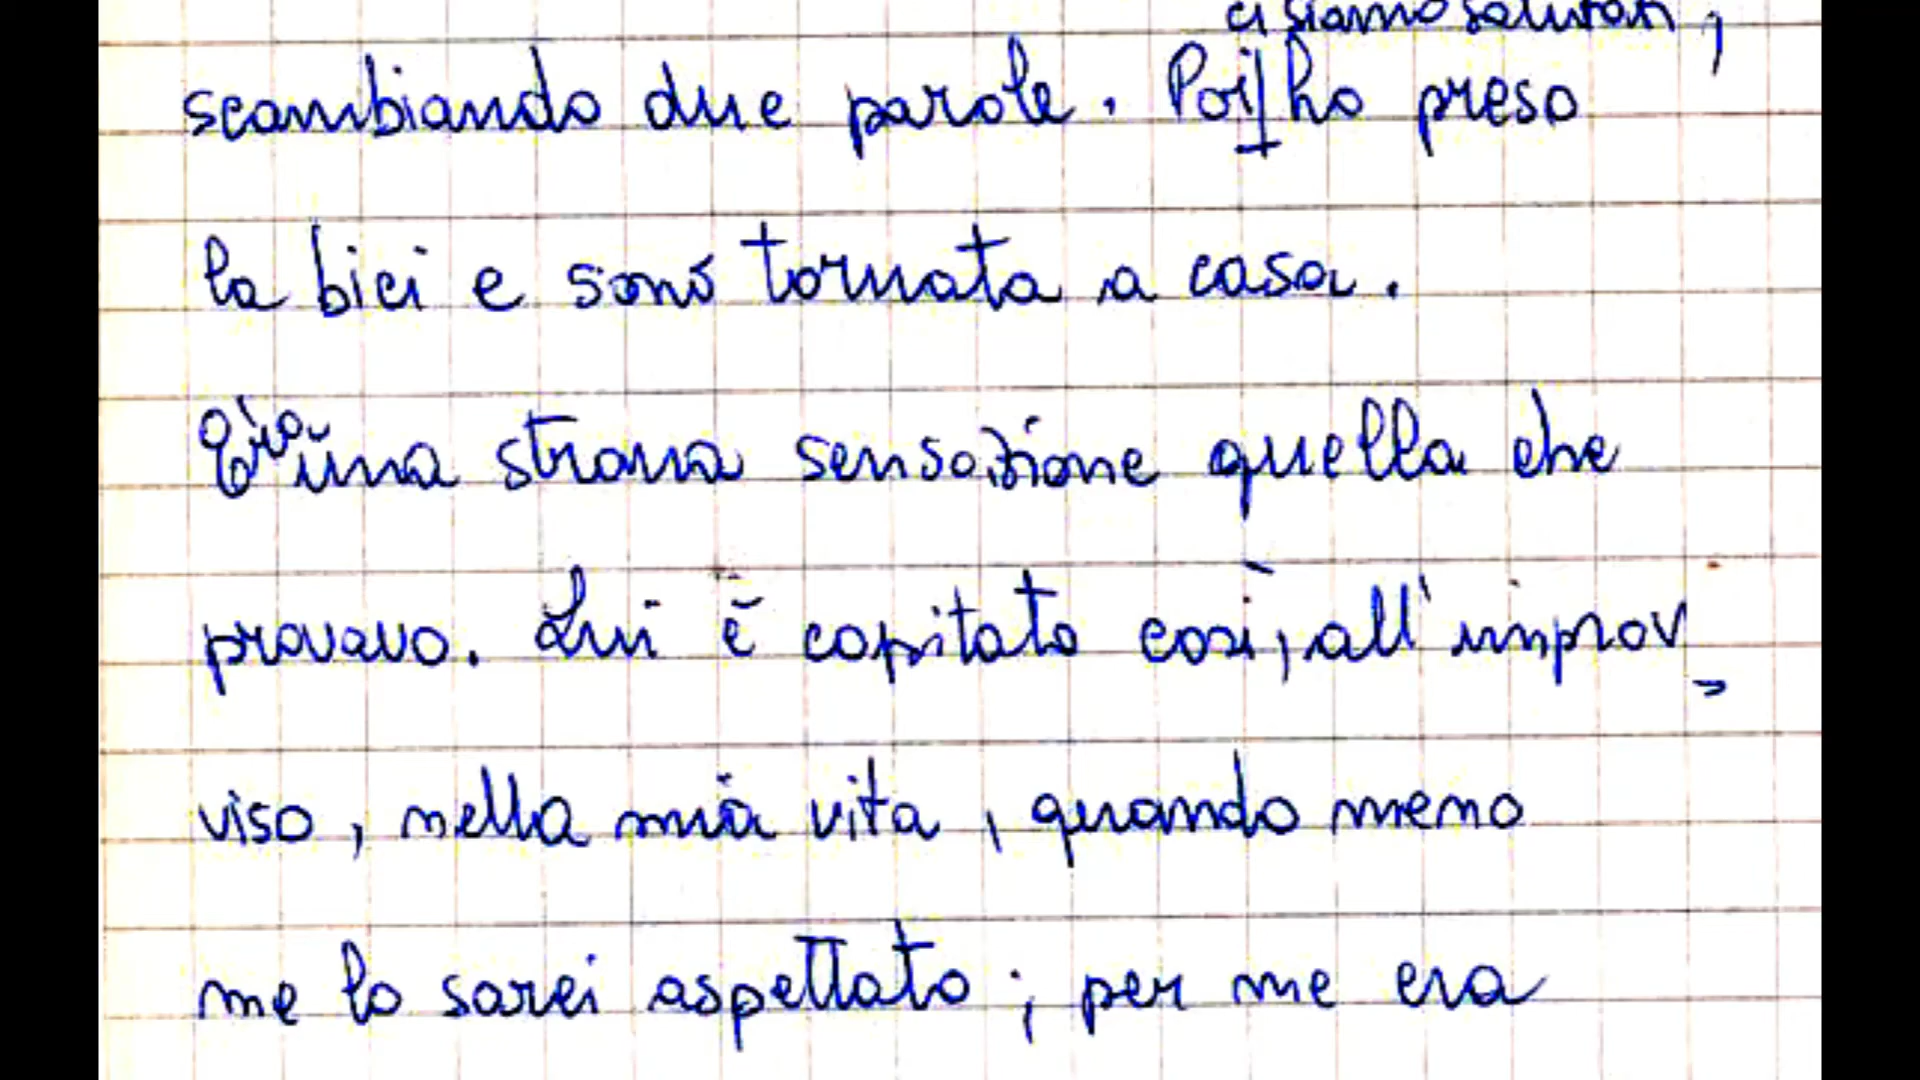 ci siamo salutati,
scambiando due parole. Poi ho preso
la bici e sono tornata a casa.
Era una strana sensazione quella che
provavo. Lui è capitato così, all'improv=
viso, nella mia vita, quando meno
me lo sarei aspettato; per me era